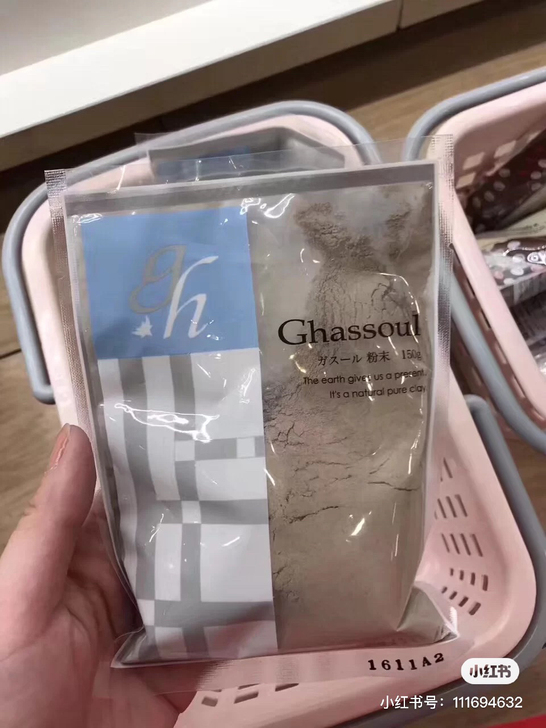 gh
Ghassoul
ガスール 粉末 150g
The earth gives us a present.
It's a natural pure clay
1611A2
小红书
小红书号：111694632